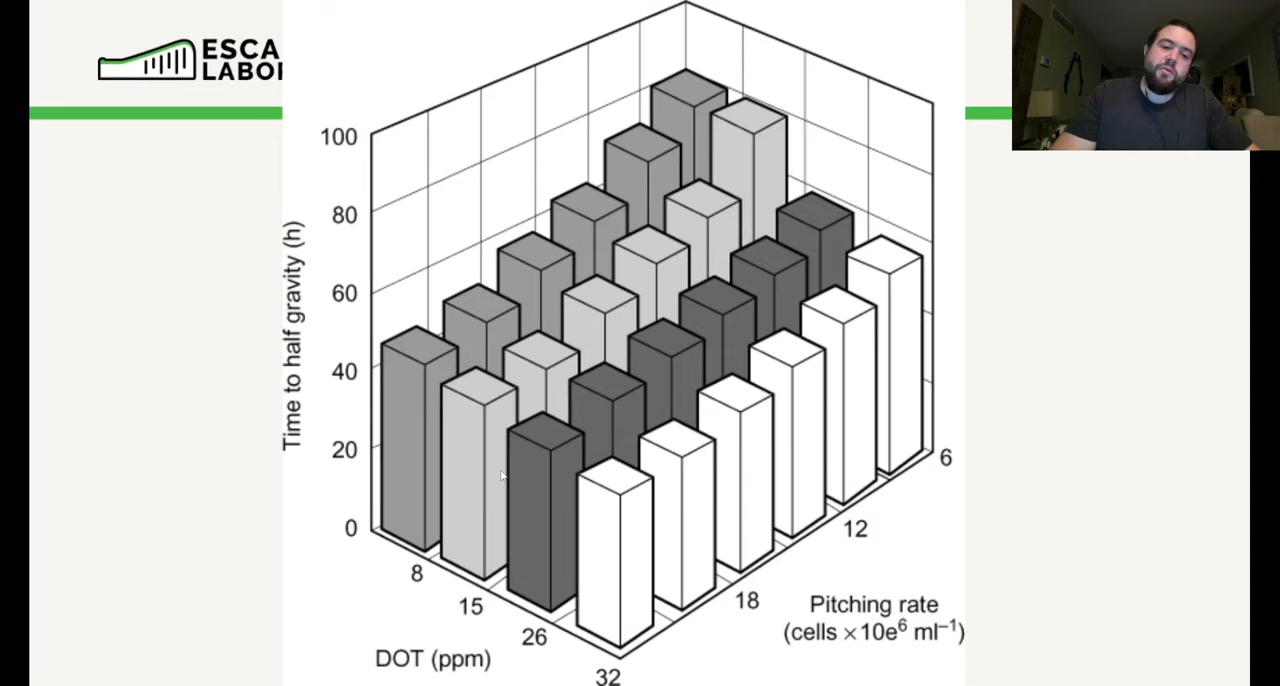 ESCA
LABOR
100
80
60
40
20
0
Time to half gravity (h)
8
15
26
32
DOT (ppm)
6
12
18
Pitching rate
(cells ×10e⁶ ml⁻¹)